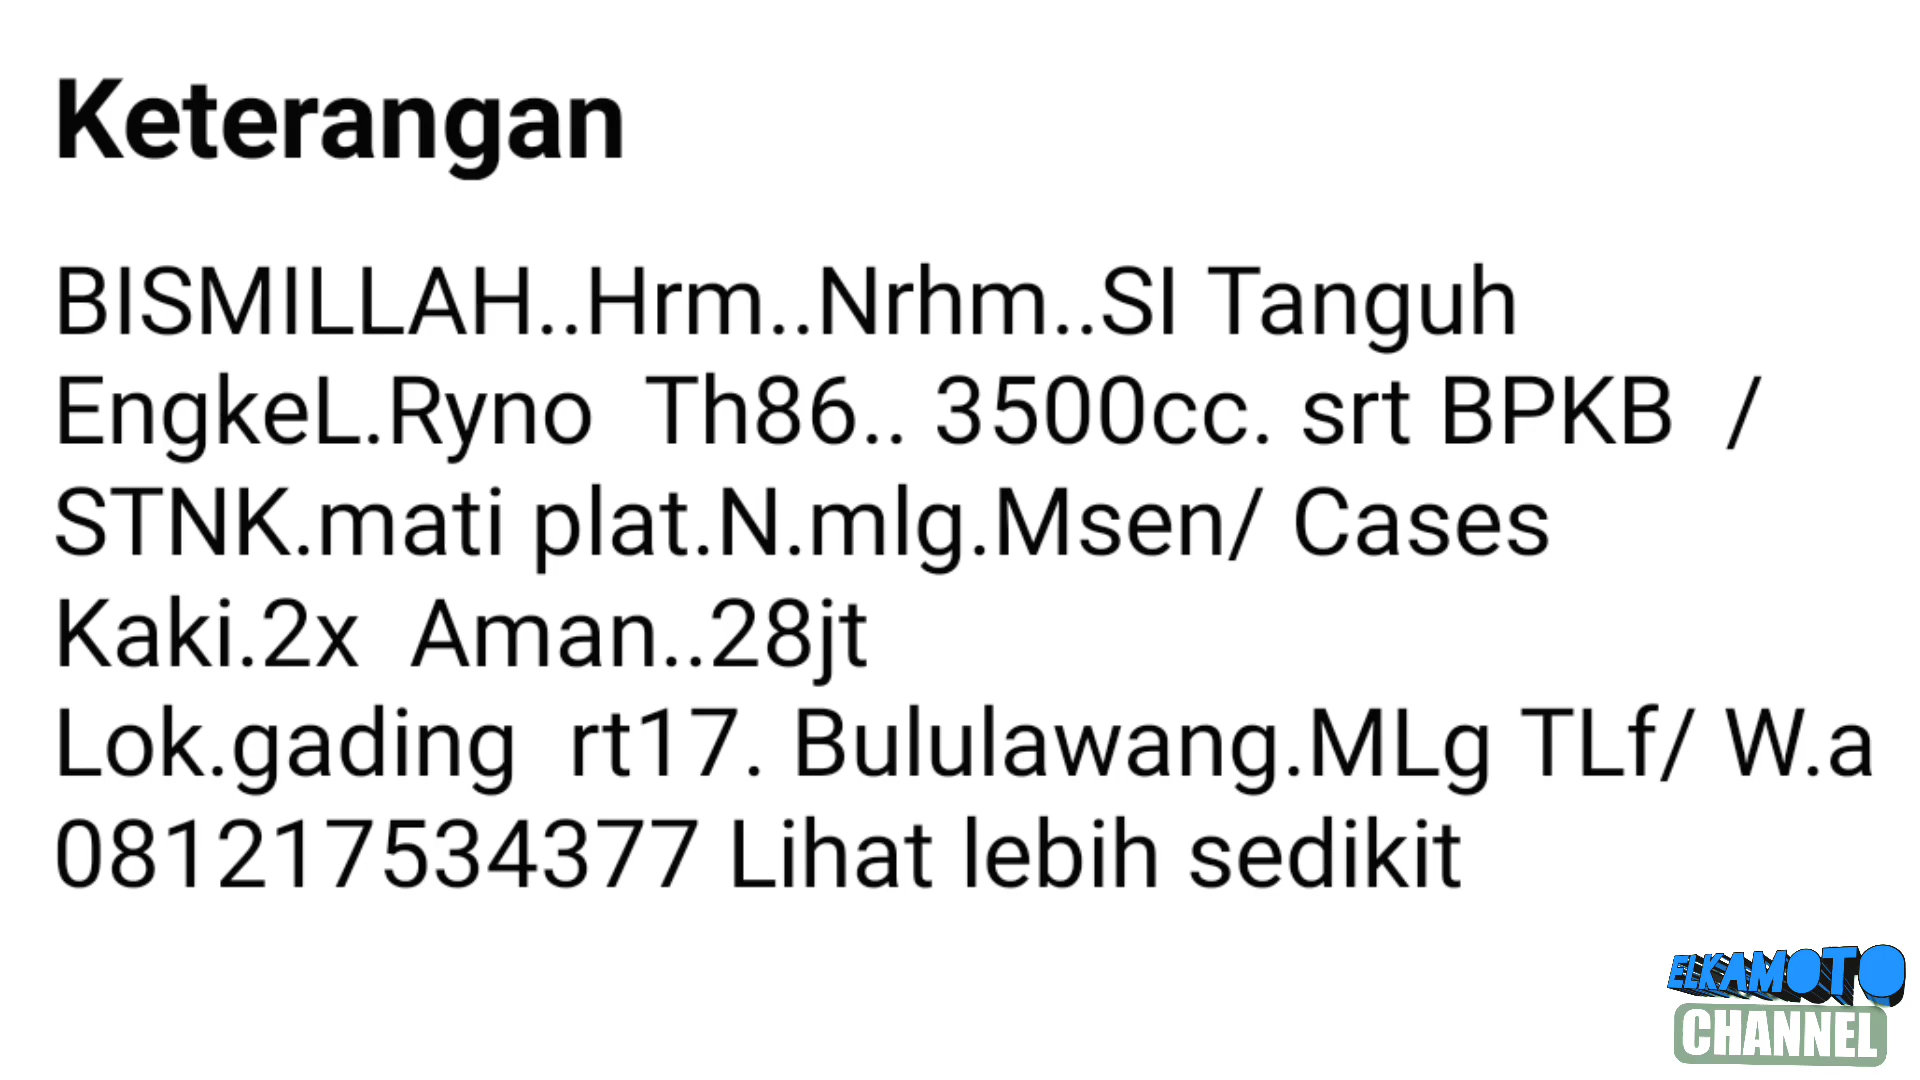 Keterangan
BISMILLAH..Hrm..Nrhm..SI Tanguh
EngkeL.Ryno  Th86.. 3500cc. srt BPKB  /
STNK.mati plat.N.mlg.Msen/ Cases
Kaki.2x  Aman..28jt
Lok.gading  rt17. Bululawang.MLg TLf/ W.a
081217534377 Lihat lebih sedikit
ELKAMOTO
CHANNEL